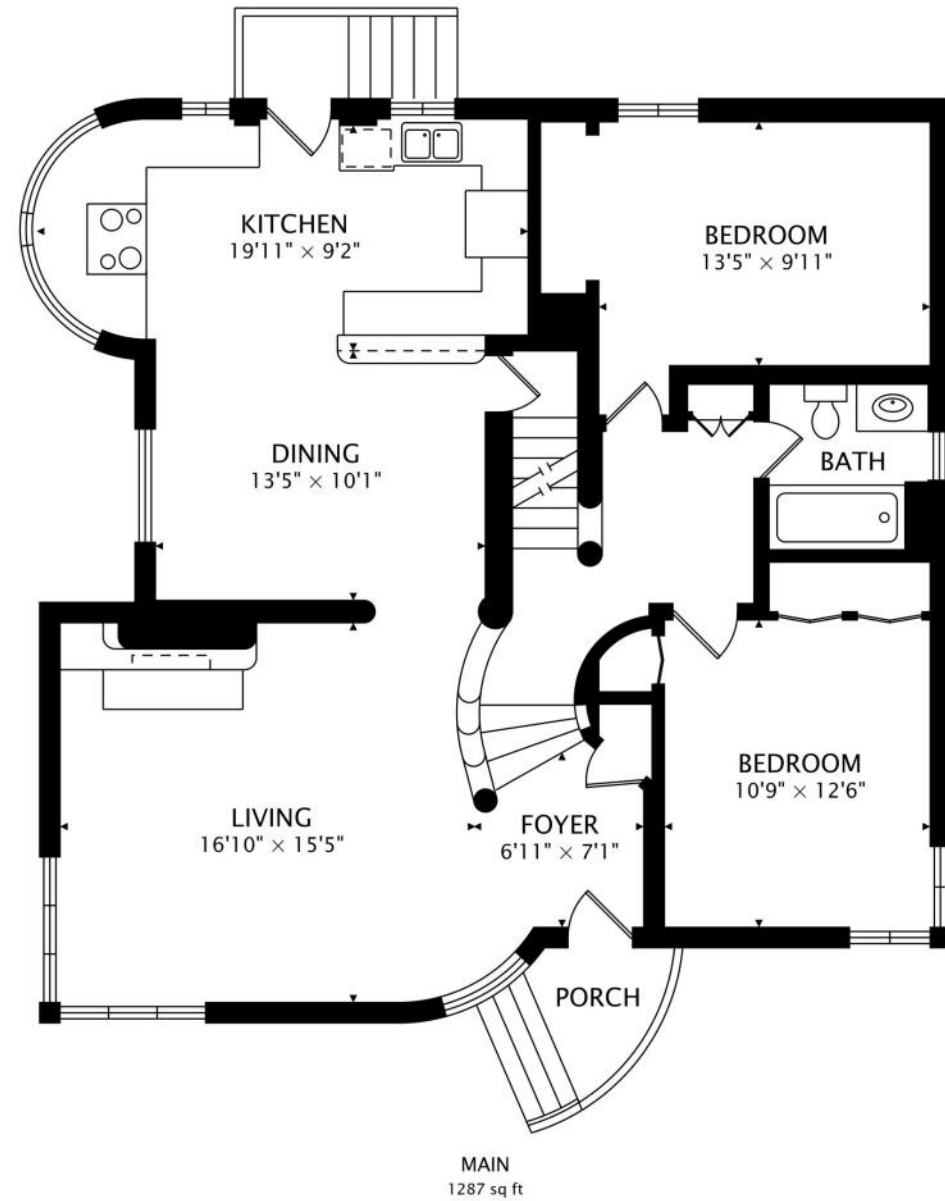 KITCHEN
19'11" × 9'2"
BEDROOM
13'5" × 9'11"
DINING
13'5" × 10'1"
BATH
LIVING
16'10" × 15'5"
FOYER
6'11" × 7'1"
BEDROOM
10'9" × 12'6"
PORCH
MAIN
1287 sq ft